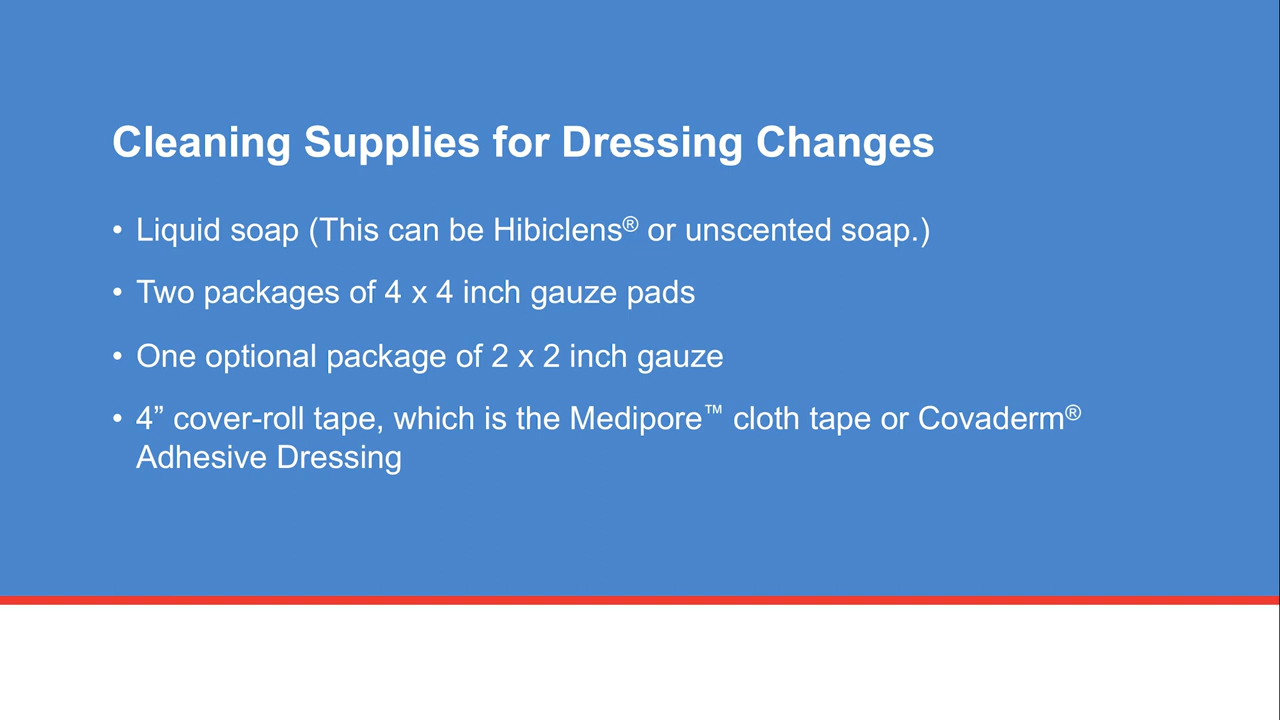 Cleaning Supplies for Dressing Changes
• Liquid soap (This can be Hibiclens® or unscented soap.)
• Two packages of 4 x 4 inch gauze pads
• One optional package of 2 x 2 inch gauze
• 4” cover-roll tape, which is the Medipore™ cloth tape or Covaderm®
Adhesive Dressing